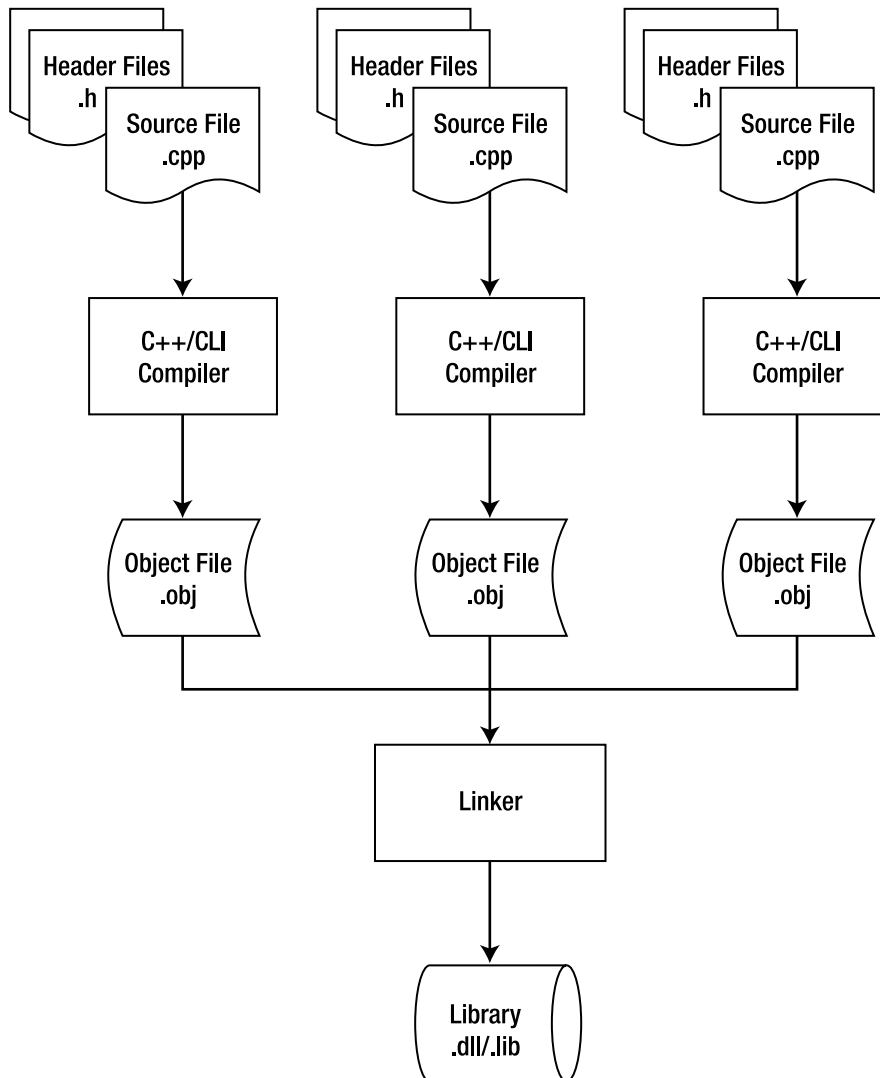 Header Files
.h
Source File
.cpp
Header Files
.h
Source File
.cpp
Header Files
.h
Source File
.cpp
C++/CLI
Compiler
C++/CLI
Compiler
C++/CLI
Compiler
Object File
.obj
Object File
.obj
Object File
.obj
Linker
Library
.dll/.lib